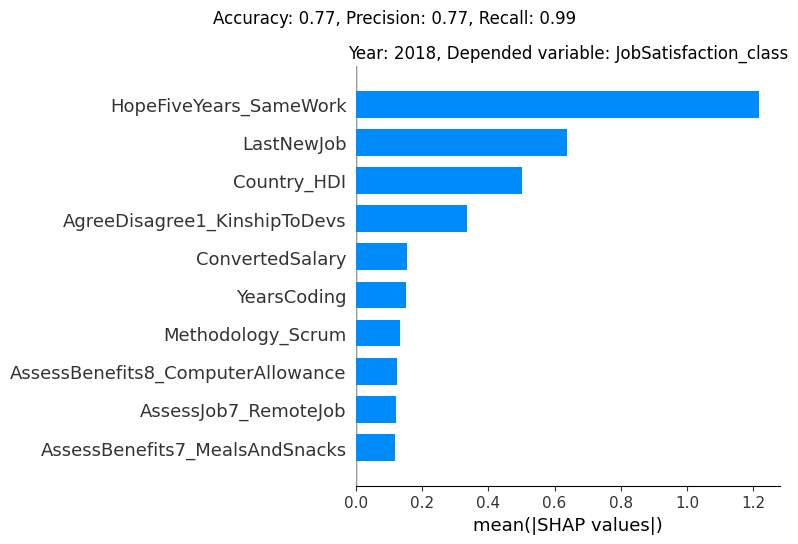 Accuracy: 0.77, Precision: 0.77, Recall: 0.99
Year: 2018, Depended variable: JobSatisfaction_class
HopeFiveYears_SameWork
LastNewJob
Country_HDI
AgreeDisagree1_KinshipToDevs
ConvertedSalary
YearsCoding
Methodology_Scrum
AssessBenefits8_ComputerAllowance
AssessJob7_RemoteJob
AssessBenefits7_MealsAndSnacks
0.0 0.2 0.4 0.6 0.8 1.0 1.2
mean(|SHAP values|)